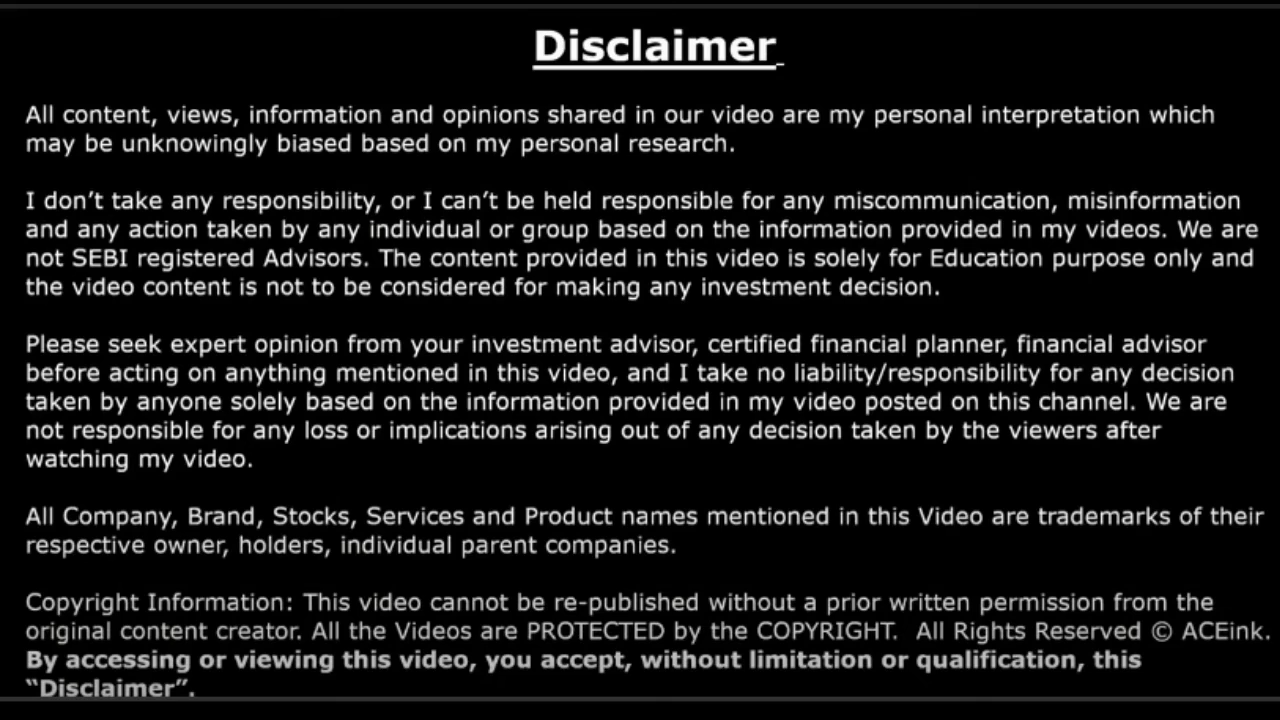 Disclaimer
All content, views, information and opinions shared in our video are my personal interpretation which
may be unknowingly biased based on my personal research.
I don’t take any responsibility, or I can’t be held responsible for any miscommunication, misinformation
and any action taken by any individual or group based on the information provided in my videos. We are
not SEBI registered Advisors. The content provided in this video is solely for Education purpose only and
the video content is not to be considered for making any investment decision.
Please seek expert opinion from your investment advisor, certified financial planner, financial advisor
before acting on anything mentioned in this video, and I take no liability/responsibility for any decision
taken by anyone solely based on the information provided in my video posted on this channel. We are
not responsible for any loss or implications arising out of any decision taken by the viewers after
watching my video.
All Company, Brand, Stocks, Services and Product names mentioned in this Video are trademarks of their
respective owner, holders, individual parent companies.
Copyright Information: This video cannot be re-published without a prior written permission from the
original content creator. All the Videos are PROTECTED by the COPYRIGHT.  All Rights Reserved © ACEink.
By accessing or viewing this video, you accept, without limitation or qualification, this
“Disclaimer”.